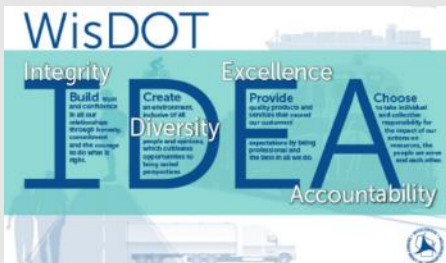 WisDOT
Integrity
Excellence
IDEA
Build trust
and confidence
in all our
relationships
through honesty,
commitment
and the courage
to do what is
right.
Create
an environment,
inclusive of all
Diversity
people and opinions,
which cultivates
opportunities to
bring varied
perspectives
Provide
quality products and
services that exceed
our customers'
expectations by being
professional and
the best in all we do.
Choose
to take individual
and collective
responsibility for
the impact of our
actions on
resources, the
people we serve
and each other.
Accountability